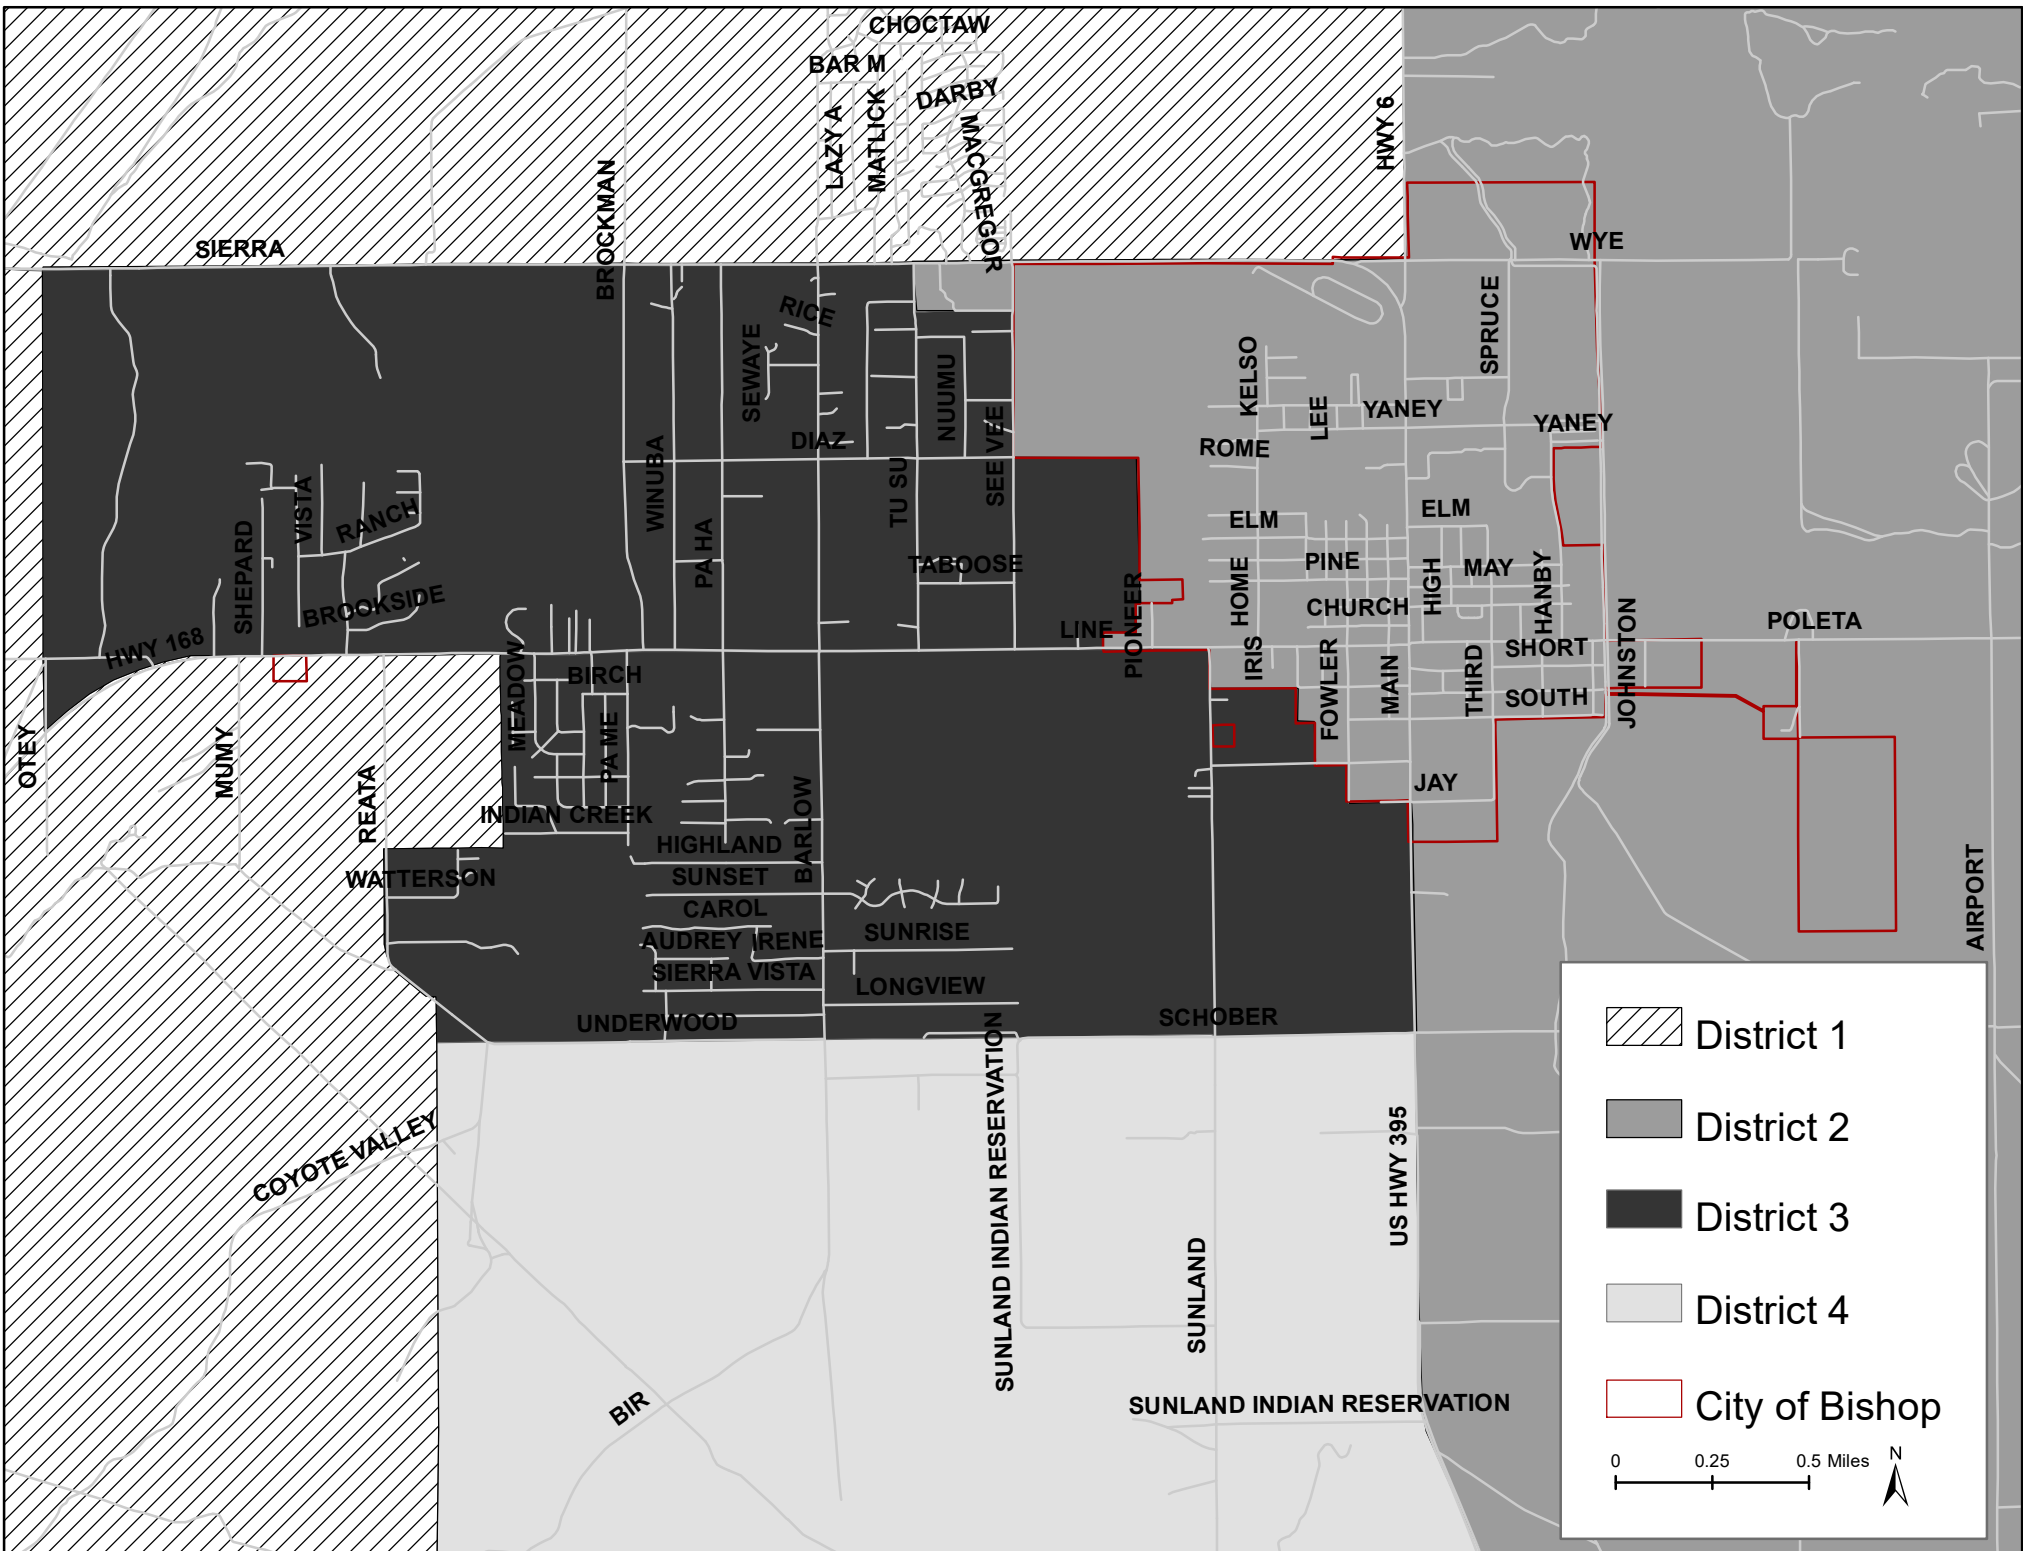 CHOCTAW
BAR M
DARBY
LAZY A
MATLICK
MACGREGOR
HWY 6
BROCKMAN
SIERRA
WYE
RICE
SEWAYE
SPRUCE
KELSO
LEE
NUUMU
YANEY
YANEY
DIAZ
SEE VEE
ROME
WINUBA
TU SU
VISTA
RANCH
SHEPARD
PA HA
ELM
ELM
TABOOSE
PINE
HIGH
MAY
HANBY
HOME
BROOKSIDE
CHURCH
PIONEER
LINE
POLETA
HWY 168
JOHNSTON
IRIS
SHORT
FOWLER
MAIN
THIRD
SOUTH
MEADOW
BIRCH
PA ME
OTEY
MUMY
REATA
JAY
INDIAN CREEK
BARLOW
HIGHLAND
WATTERSON
SUNSET
CAROL
AIRPORT
AUDREY
IRENE
SUNRISE
SIERRA VISTA
LONGVIEW
UNDERWOOD
SCHOBER
SUNLAND INDIAN RESERVATION
COYOTE VALLEY
US HWY 395
SUNLAND
BIR
SUNLAND INDIAN RESERVATION
District 1
District 2
District 3
District 4
City of Bishop
0 0.25 0.5 Miles
N